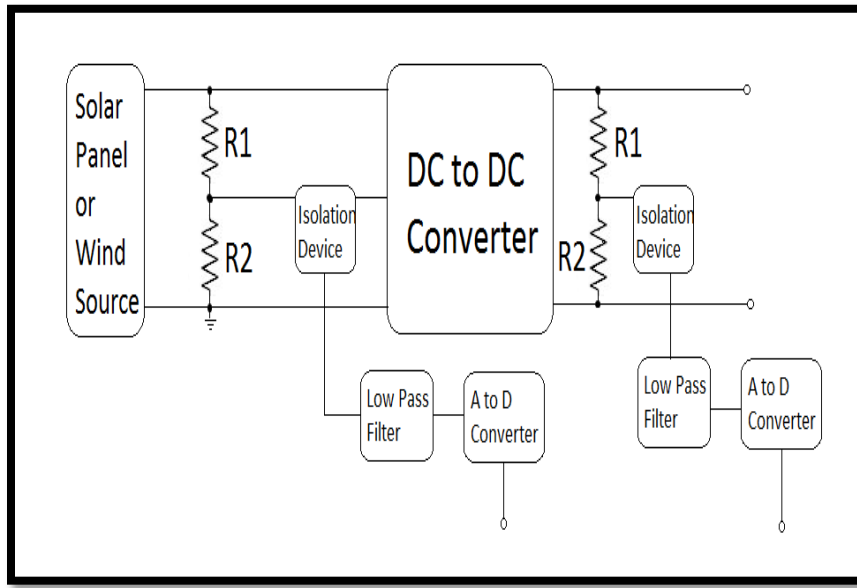 Solar
Panel
or
Wind
Source
R1
R2
Isolation
Device
DC to DC
Converter
R1
R2
Isolation
Device
Low Pass
Filter
A to D
Converter
Low Pass
Filter
A to D
Converter